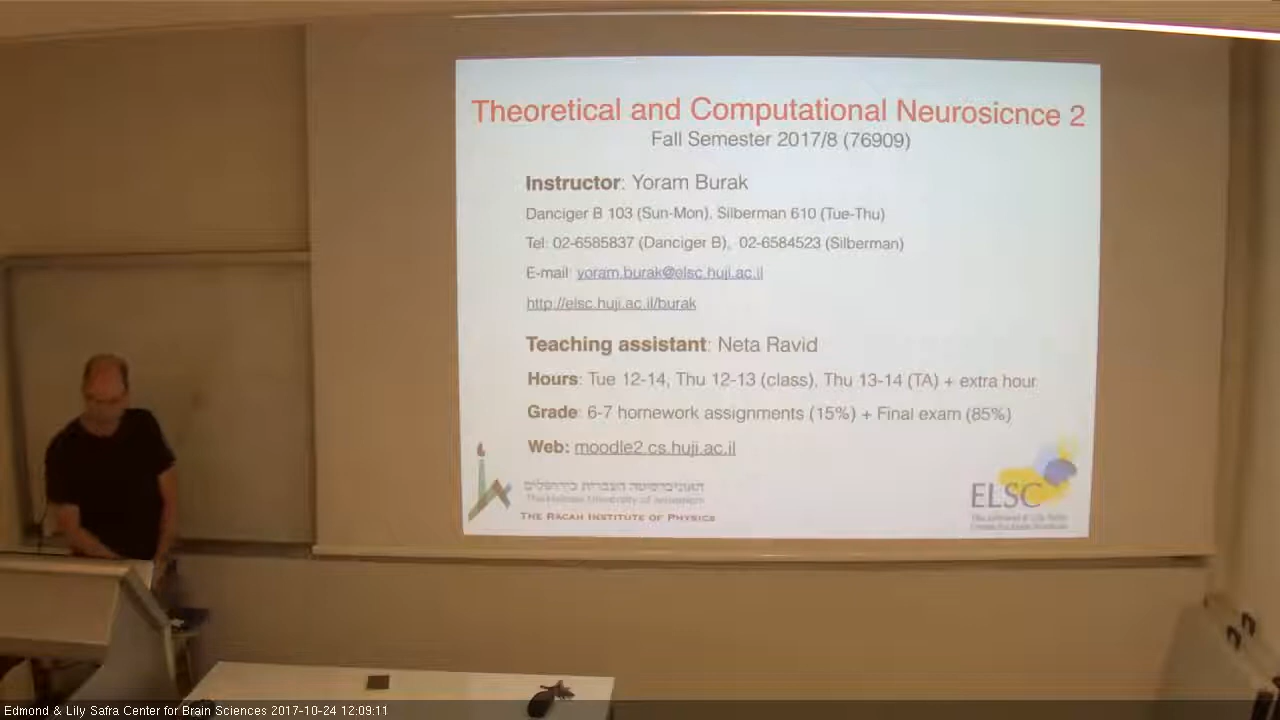 Theoretical and Computational Neurosicnce 2
Fall Semester 2017/8 (76909)
Instructor: Yoram Burak
Danciger B 103 (Sun-Mon), Silberman 610 (Tue-Thu)
Tel: 02-6585837 (Danciger B),  02-6584523 (Silberman)
E-mail: yoram.burak@elsc.huji.ac.il
http://elsc.huji.ac.il/burak
Teaching assistant: Neta Ravid
Hours: Tue 12-14, Thu 12-13 (class), Thu 13-14 (TA) + extra hour
Grade: 6-7 homework assignments (15%) + Final exam (85%)
Web: moodle2.cs.huji.ac.il
האוניברסיטה העברית בירושלים
The Hebrew University of Jerusalem
THE RACAH INSTITUTE OF PHYSICS
ELSC
Edmond & Lily Safra Center for Brain Sciences 2017-10-24 12:09:11